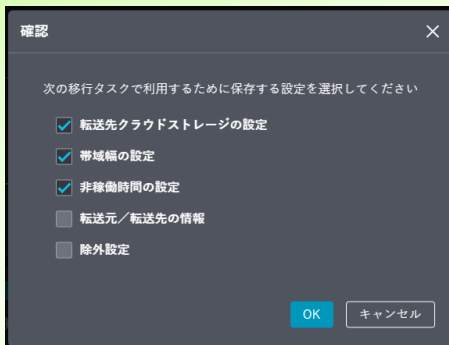 確認
次の移行タスクで利用するために保存する設定を選択してください
転送先クラウドストレージの設定
帯域幅の設定
非稼働時間の設定
転送元／転送先の情報
除外設定
OK キャンセル